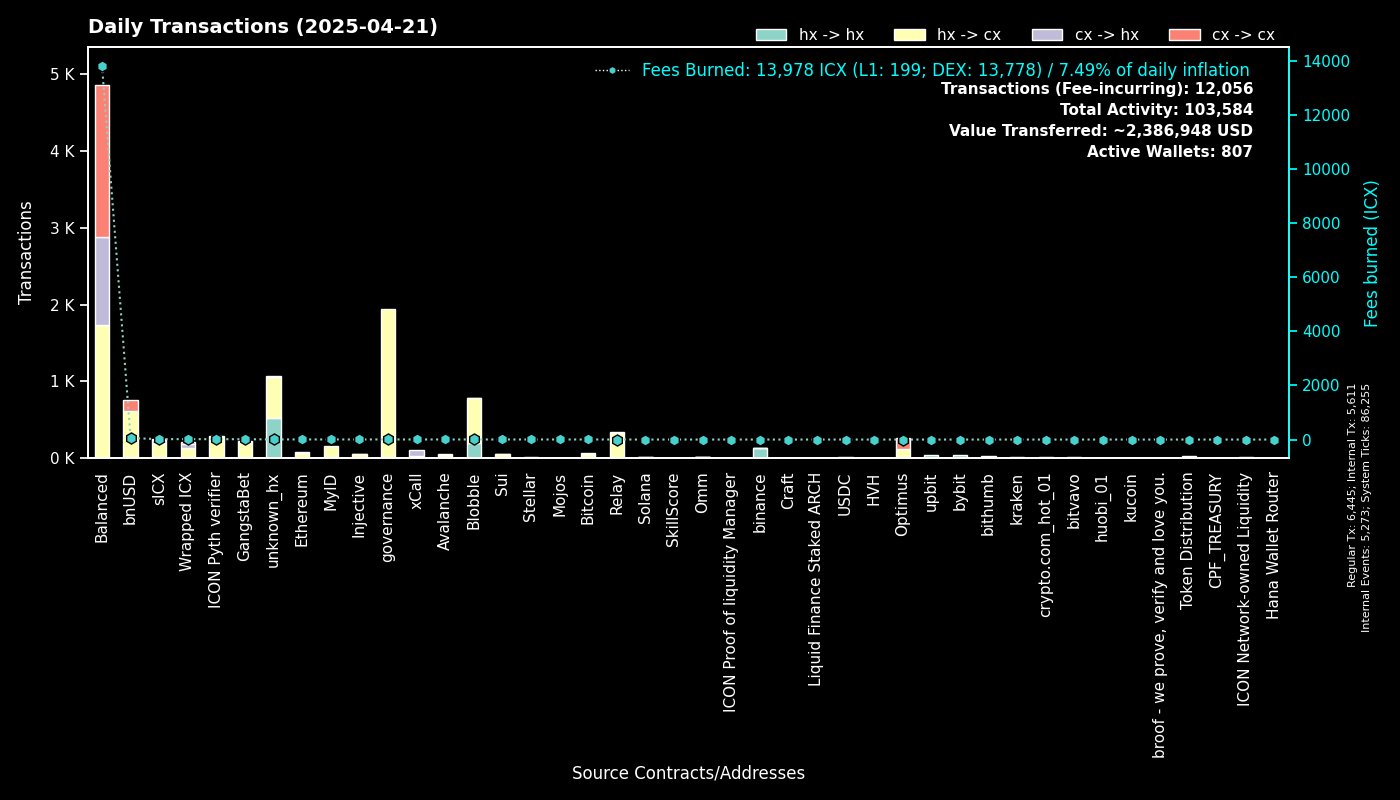 Daily Transactions (2025-04-21)
hx -> hx
hx -> cx
cx -> hx
cx -> cx
Fees Burned: 13,978 ICX (L1: 199; DEX: 13,778) / 7.49% of daily inflation
Transactions (Fee-incurring): 12,056
Total Activity: 103,584
Value Transferred: ~2,386,948 USD
Active Wallets: 807
Transactions
5 K
4 K
3 K
2 K
1 K
0 K
14000
12000
10000
8000
6000
4000
2000
0
Fees burned (ICX)
Regular Tx: 6,445; Internal Tx: 5,611
Internal Events: 5,273; System Ticks: 86,255
Balanced
bnUSD
sICX
Wrapped ICX
ICON Pyth verifier
GangstaBet
unknown_hx
Ethereum
MyID
Injective
governance
xCall
Avalanche
Blobble
Sui
Stellar
Mojos
Bitcoin
Relay
Solana
SkillScore
Omm
ICON Proof of liquidity Manager
binance
Craft
Liquid Finance Staked ARCH
USDC
HVH
Optimus
upbit
bybit
bithumb
kraken
crypto.com_hot_01
bitvavo
huobi_01
kucoin
broof - we prove, verify and love you.
Token Distribution
CPF_TREASURY
ICON Network-owned Liquidity
Hana Wallet Router
Source Contracts/Addresses